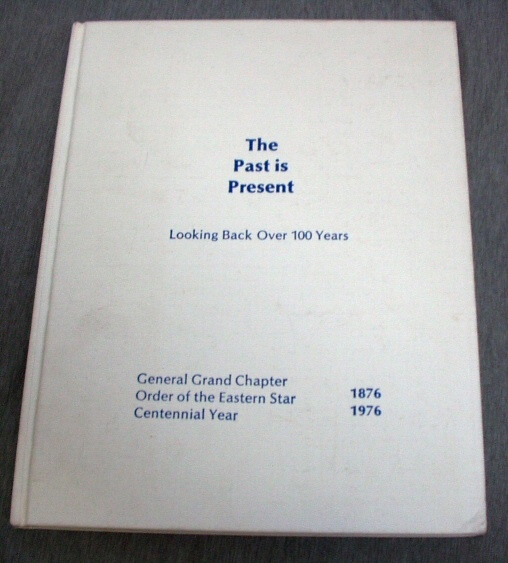 The
Past is
Present
Looking Back Over 100 Years
General Grand Chapter
Order of the Eastern Star 1876
Centennial Year 1976